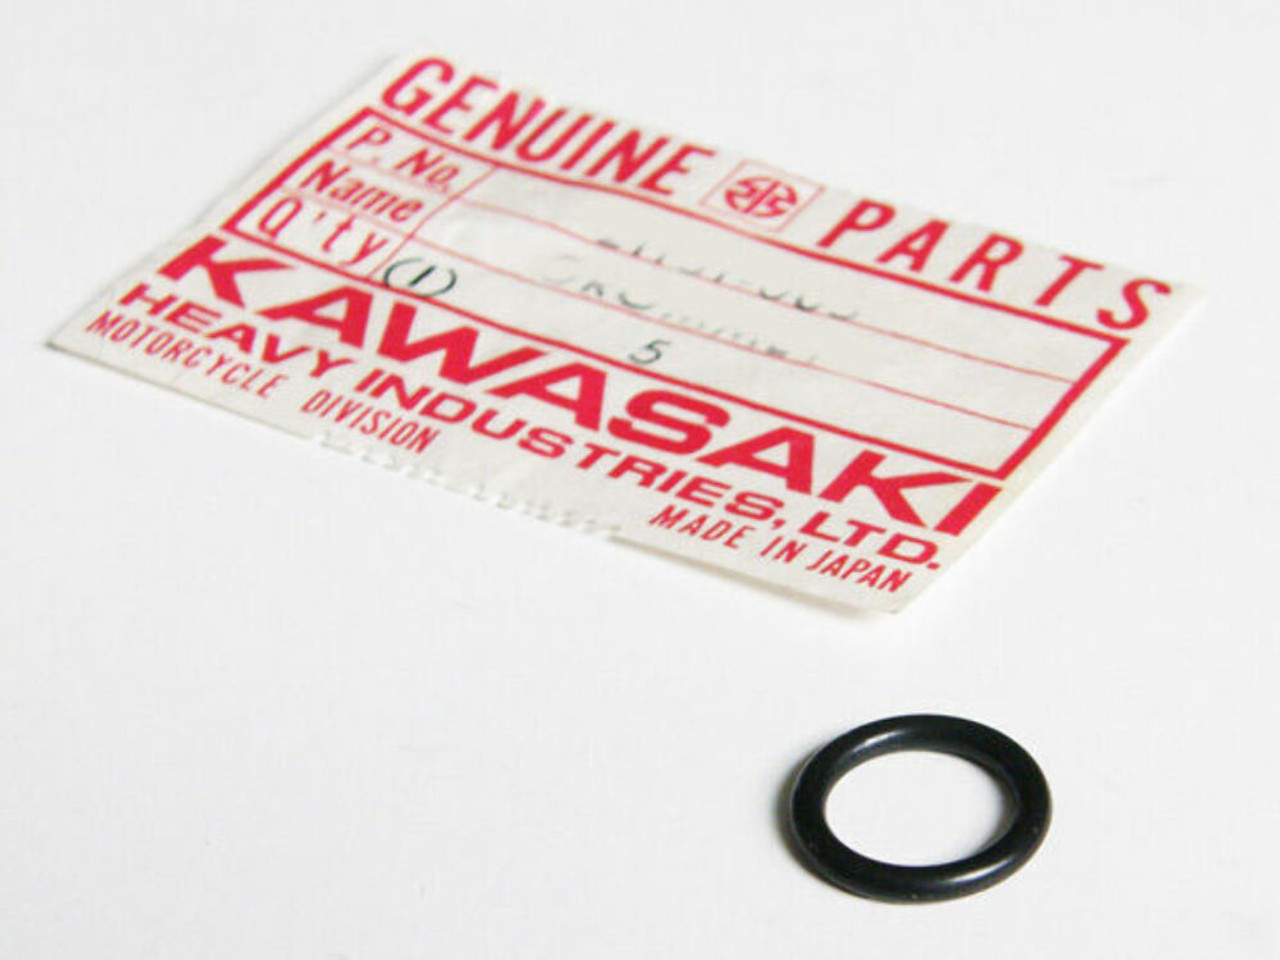 GENUINE PARTS
P. No.
Name
Q'ty (1) 5
KAWASAKI
HEAVY INDUSTRIES, LTD.
MOTORCYCLE DIVISION MADE IN JAPAN